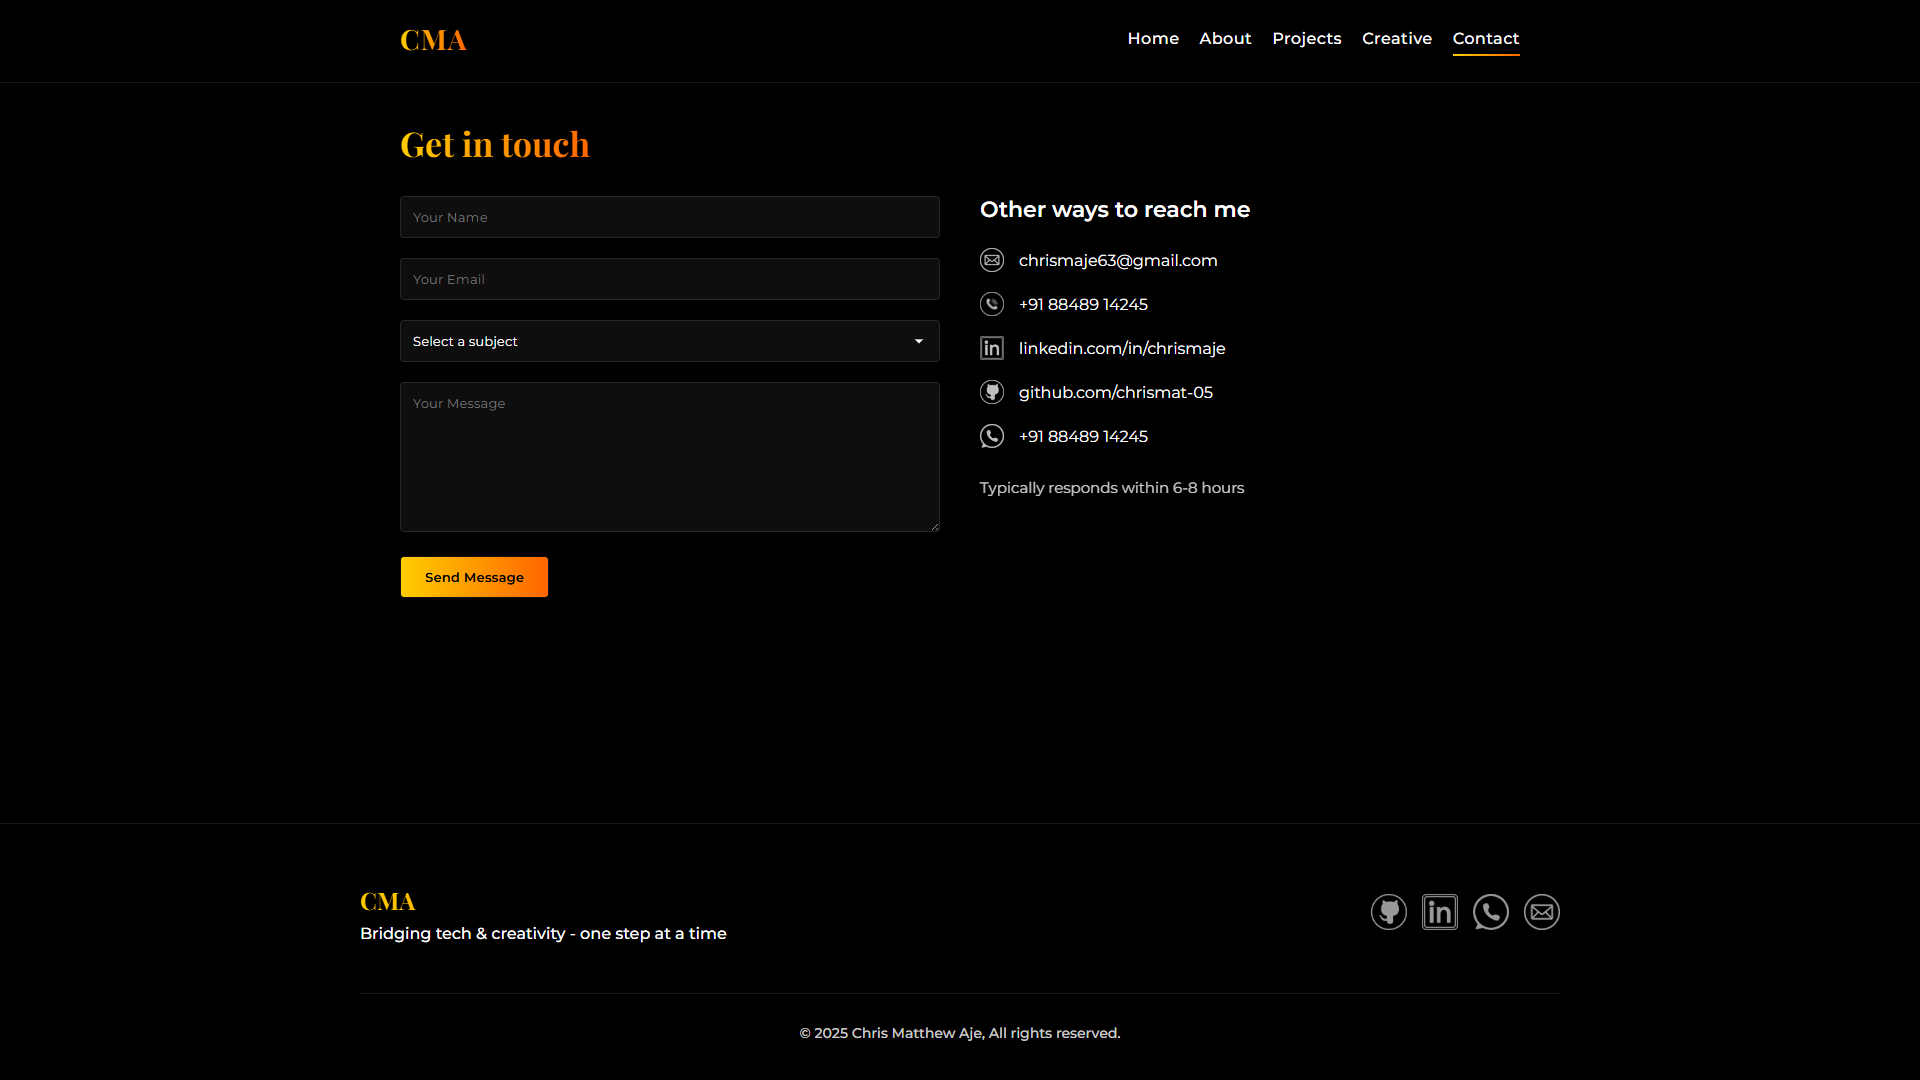 CMA
Home About Projects Creative Contact
Get in touch
Your Name
Your Email
Select a subject
Your Message
Send Message
Other ways to reach me
chrismaje63@gmail.com
+91 88489 14245
linkedin.com/in/chrismaje
github.com/chrismat-05
+91 88489 14245
Typically responds within 6-8 hours
CMA
Bridging tech & creativity - one step at a time
© 2025 Chris Matthew Aje, All rights reserved.